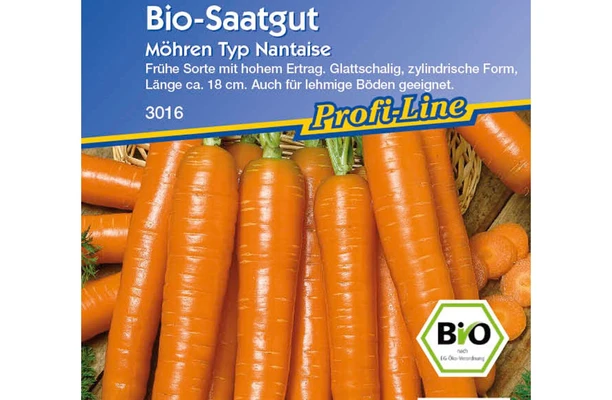 Bio-Saatgut
Möhren Typ Nantaise
Frühe Sorte mit hohem Ertrag. Glattschalig, zylindrische Form,
Länge ca. 18 cm. Auch für lehmige Böden geeignet.
3016
Profi-Line
Bio
nach
EG-Öko-Verordnung